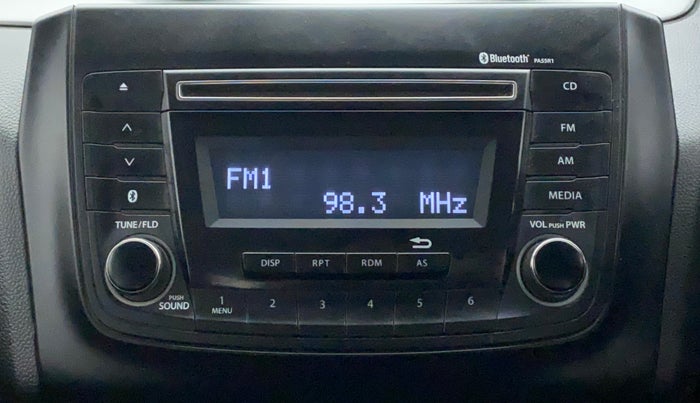 Bluetooth® PA5SR1
CD
FM
AM
MEDIA
FM1
98.3 MHz
TUNE/FLD
VOL PUSH PWR
DISP RPT RDM AS
PUSH
SOUND
1 2 3 4 5 6
MENU